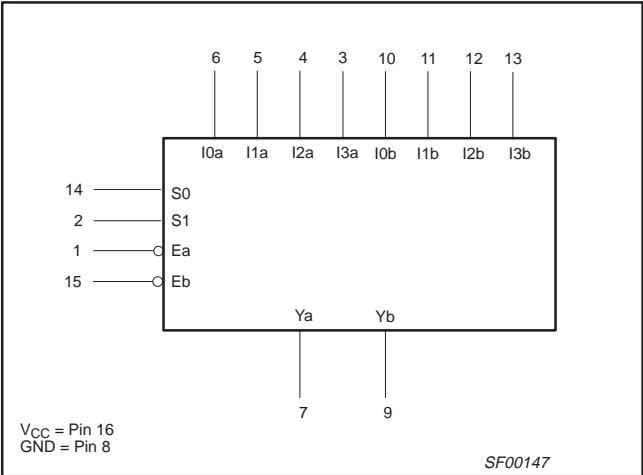 6 5 4 3 10 11 12 13
I0a I1a I2a I3a I0b I1b I2b I3b
14 S0
2 S1
1 Ea
15 Eb
Ya Yb
7 9
VCC = Pin 16
GND = Pin 8
SF00147